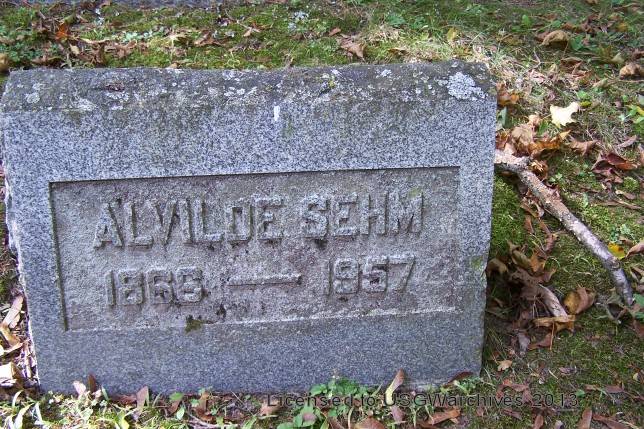 ALVILDE SEHM
1866 — 1957
Licensed to USGWarchives 2013